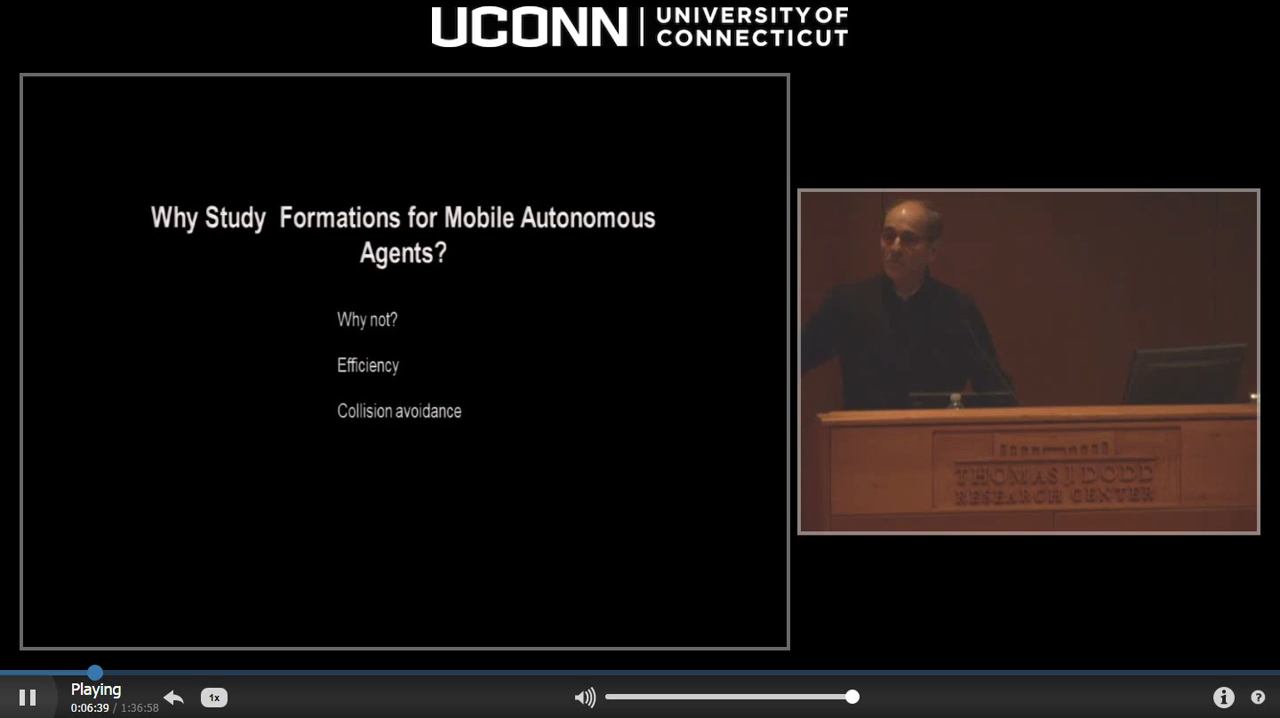 UCONN
UNIVERSITY OF
CONNECTICUT
Why Study Formations for Mobile Autonomous
Agents?
Why not?
Efficiency
Collision avoidance
THOMAS J DODD
RESEARCH CENTER
Playing
0:06:39 / 1:36:58
1x